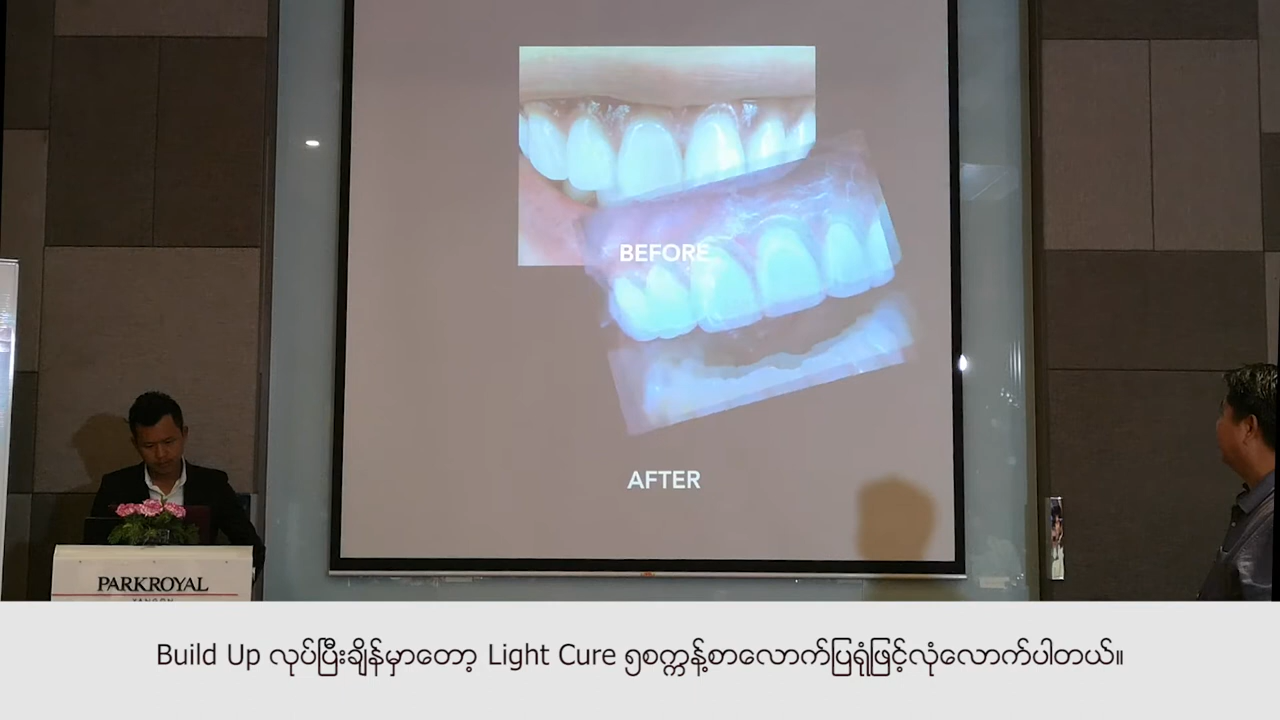 BEFORE
AFTER
PARKROYAL
YANGON
Build Up လုပ်ပြီးချိန်မှာတော့ Light Cure ၅စက္ကန့်စာလောက်ပြရုံဖြင့်လုံလောက်ပါတယ်။